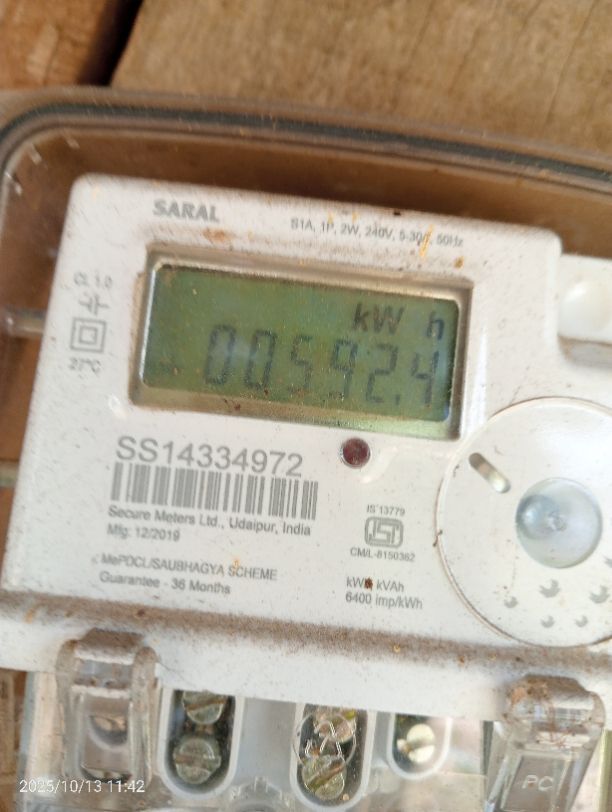 SARAL
S1A, 1P, 2W, 240V, 5-30A, 50Hz
CL 1.0
27°C
kW h
00592.4
SS14334972
Secure Meters Ltd., Udaipur, India
Mfg: 12/2019
IS 13779
CM/L-8150362
MePDCL/SAUBHAGYA SCHEME
Guarantee - 36 Months
kVAh
6400 imp/kWh
PC
2025/10/13 11:42